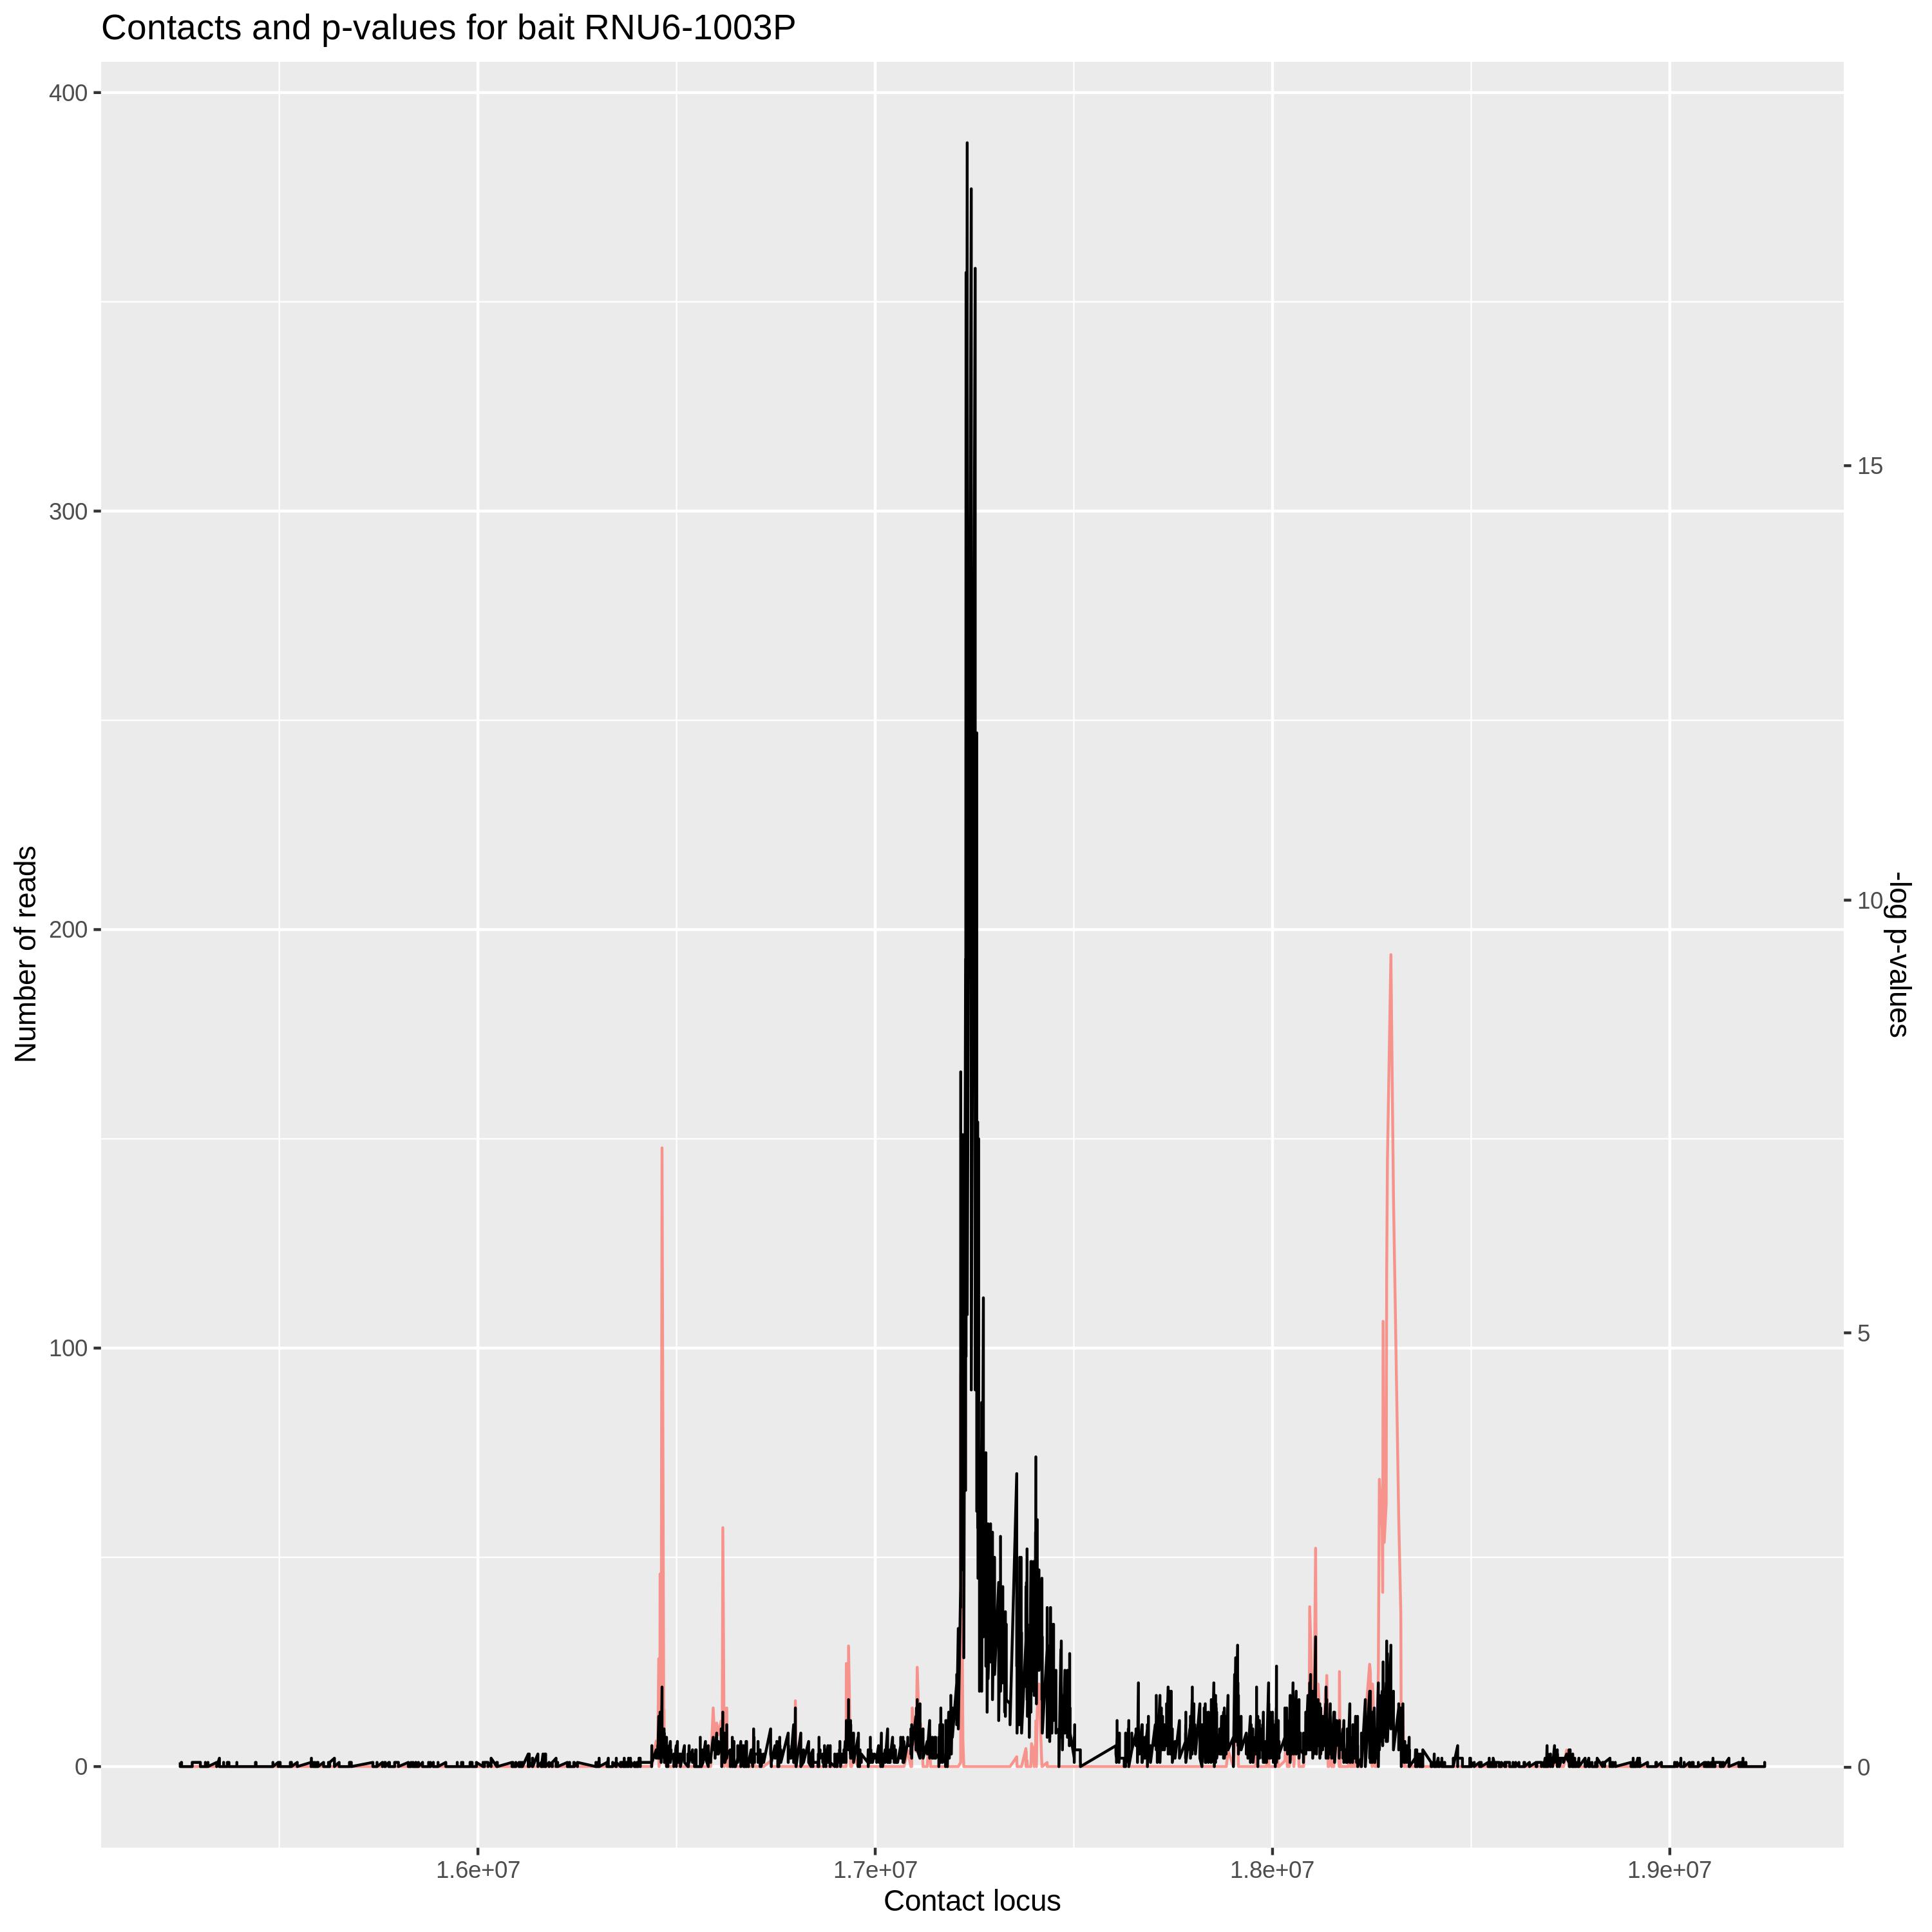 Contacts and p-values for bait RNU6-1003P
400
300
200
100
0
Number of reads
15
10
5
0
-log p-values
1.6e+07
1.7e+07
1.8e+07
1.9e+07
Contact locus